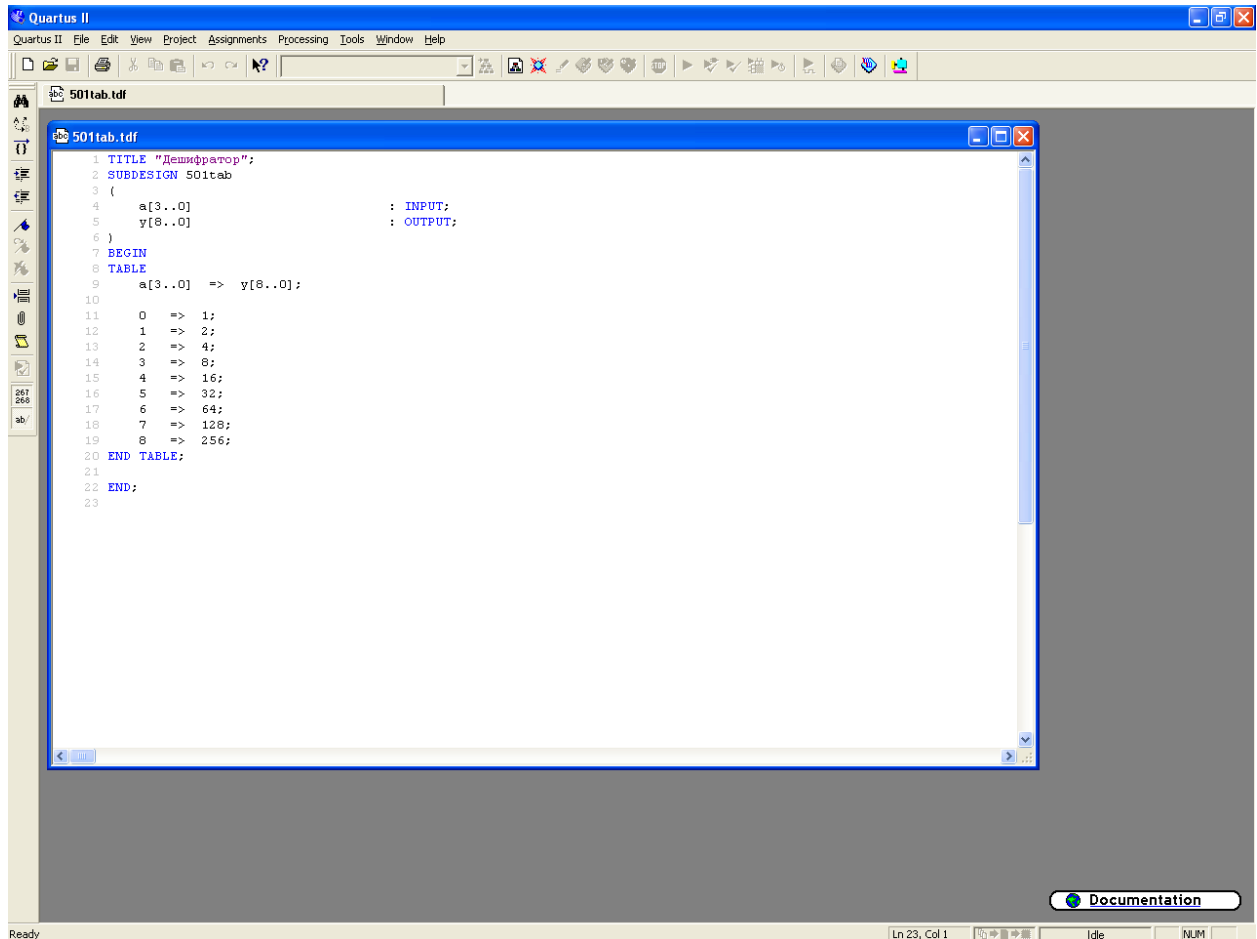 Quartus II
Quartus II File Edit View Project Assignments Processing Tools Window Help
501tab.tdf
501tab.tdf
1 TITLE "Дешифратор";
2 SUBDESIGN 501tab
3 (
4 a[3..0] : INPUT;
5 y[8..0] : OUTPUT;
6 )
7 BEGIN
8 TABLE
9 a[3..0] => y[8..0];
10
11 0 => 1;
12 1 => 2;
13 2 => 4;
14 3 => 8;
15 4 => 16;
16 5 => 32;
17 6 => 64;
18 7 => 128;
19 8 => 256;
20 END TABLE;
21
22 END;
23
267
268
ab/
Documentation
Ready Ln 23, Col 1 Idle NUM